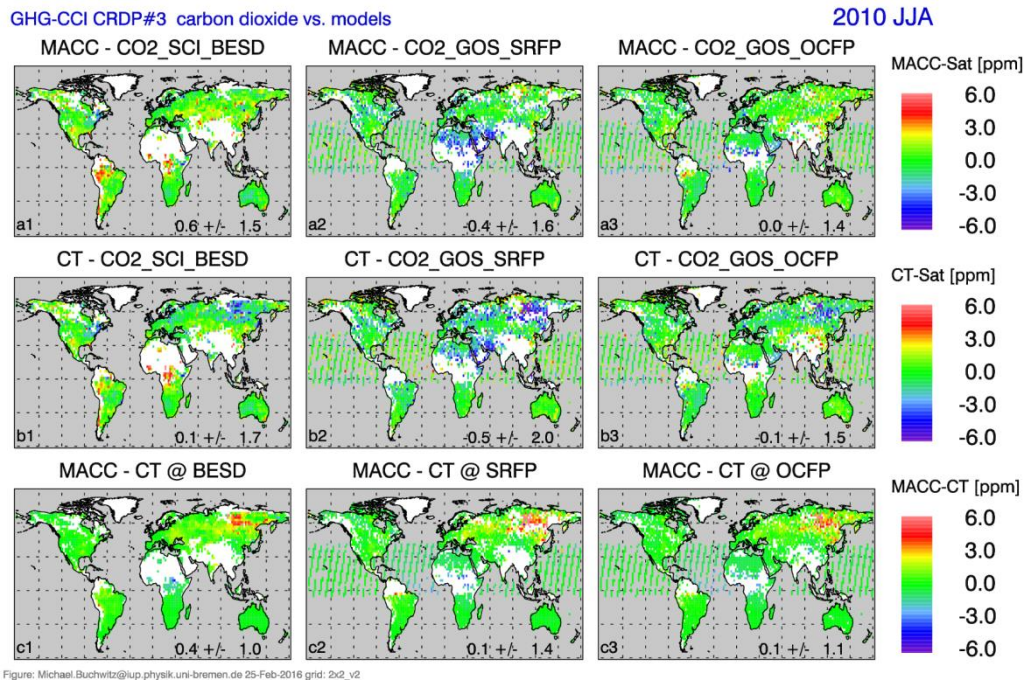 GHG-CCI CRDP#3 carbon dioxide vs. models
2010 JJA
MACC - CO2_SCI_BESD
MACC - CO2_GOS_SRFP
MACC - CO2_GOS_OCFP
MACC-Sat [ppm]
6.0
3.0
0.0
-3.0
-6.0
a1
0.6 +/- 1.5
a2
-0.4 +/- 1.6
a3
0.0 +/- 1.4
CT - CO2_SCI_BESD
CT - CO2_GOS_SRFP
CT - CO2_GOS_OCFP
CT-Sat [ppm]
6.0
3.0
0.0
-3.0
-6.0
b1
0.1 +/- 1.7
b2
-0.5 +/- 2.0
b3
-0.1 +/- 1.5
MACC - CT @ BESD
MACC - CT @ SRFP
MACC - CT @ OCFP
MACC-CT [ppm]
6.0
3.0
0.0
-3.0
-6.0
c1
0.4 +/- 1.0
c2
0.1 +/- 1.4
c3
0.1 +/- 1.1
Figure: Michael.Buchwitz@iup.physik.uni-bremen.de 25-Feb-2016 grid: 2x2_v2